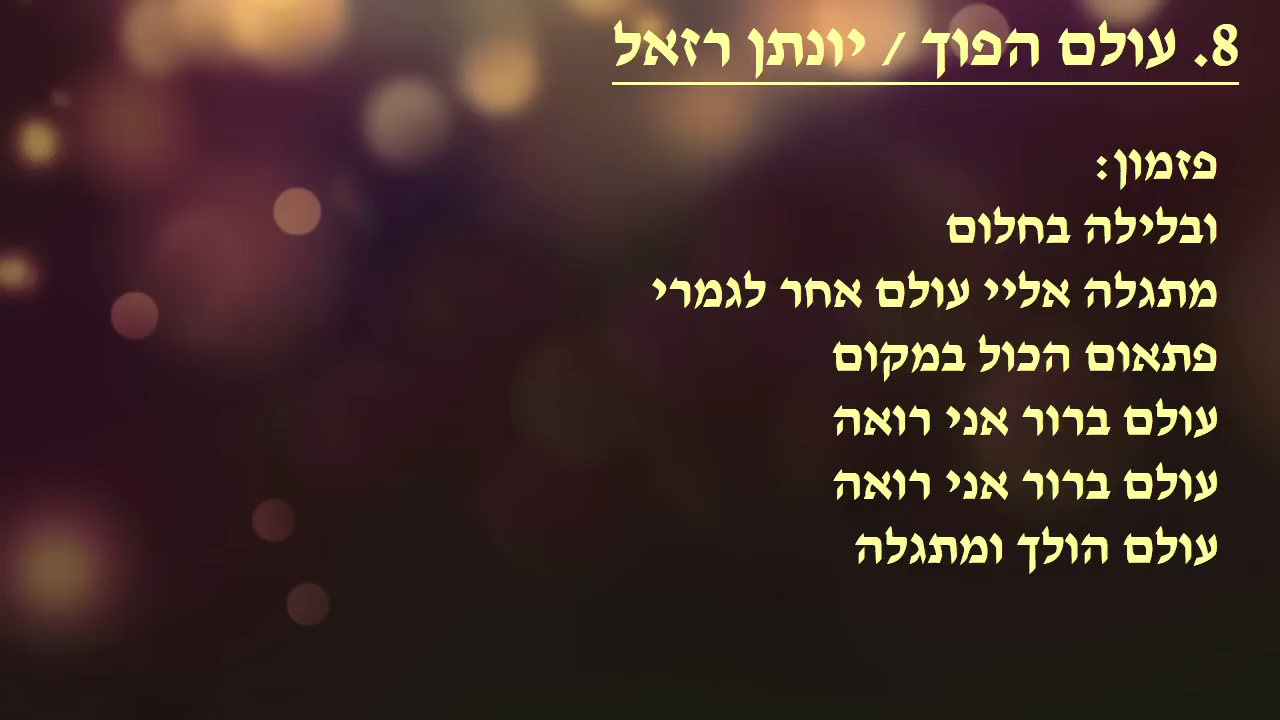 8. עולם הפוך / יונתן רזאל
פזמון:
ובלילה בחלום
מתגלה אליי עולם אחר לגמרי
פתאום הכול במקום
עולם ברור אני רואה
עולם ברור אני רואה
עולם הולך ומתגלה